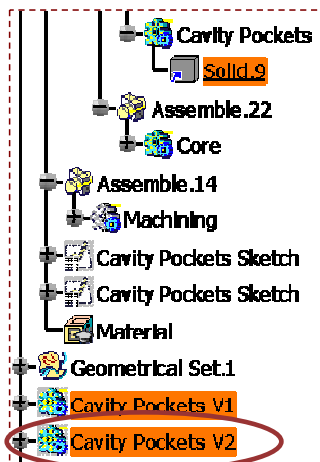 Cavity Pockets
Solid.9
Assemble.22
Core
Assemble.14
Machining
Cavity Pockets Sketch
Cavity Pockets Sketch
Material
Geometrical Set.1
Cavity Pockets V1
Cavity Pockets V2